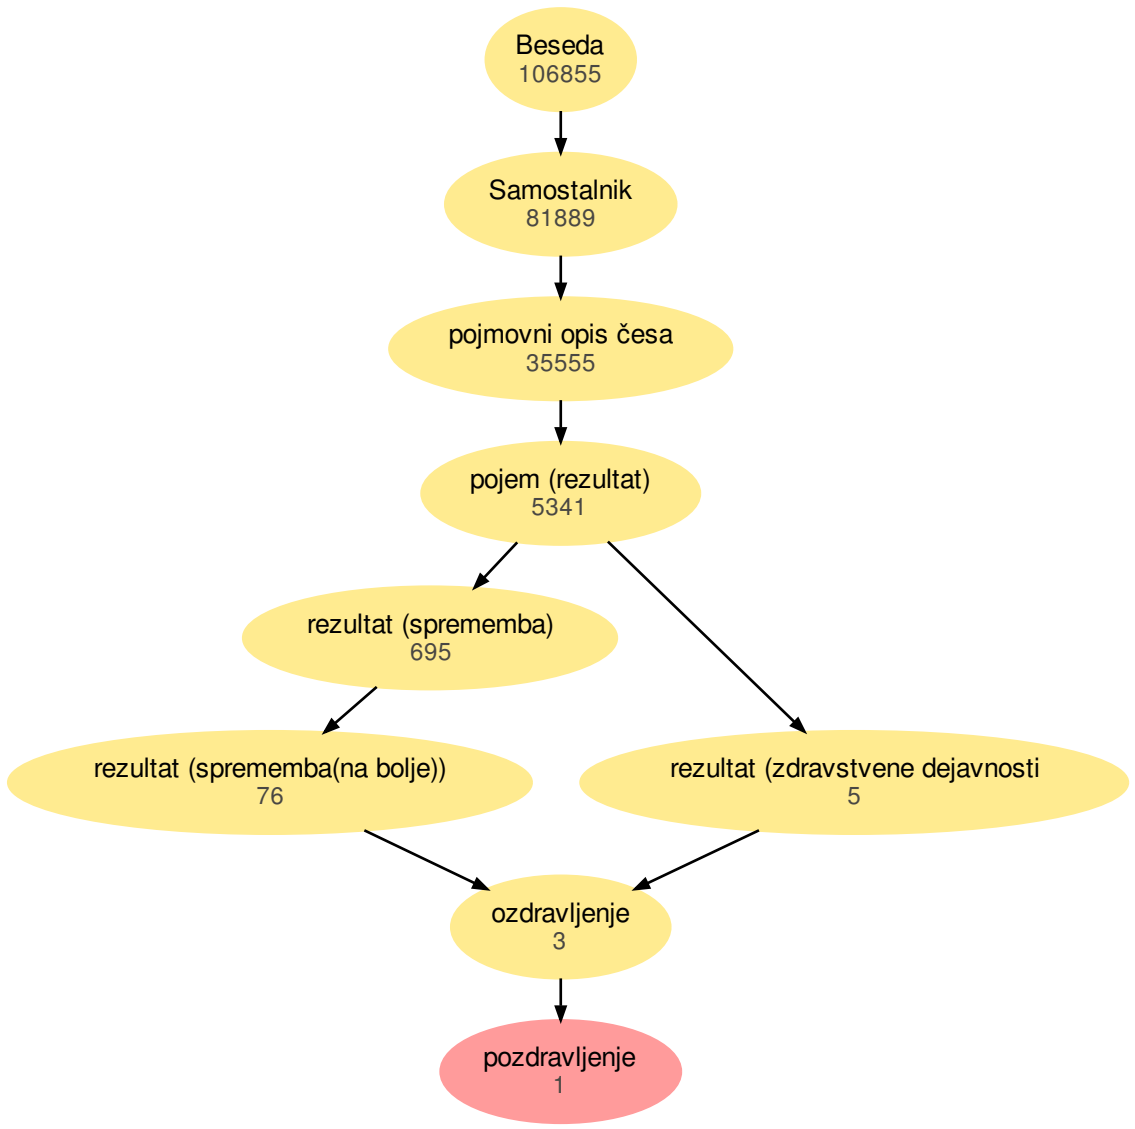 Beseda
106855
Samostalnik
81889
pojmovni opis česa
35555
pojem (rezultat)
5341
rezultat (sprememba)
695
rezultat (sprememba(na bolje))
76
rezultat (zdravstvene dejavnosti
5
ozdravljenje
3
pozdravljenje
1